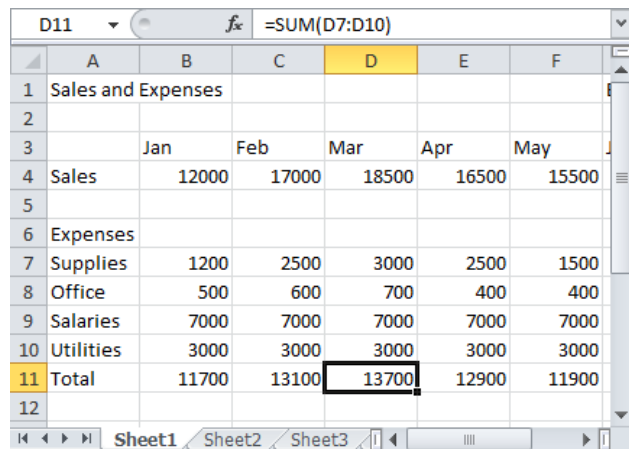 D11 fx =SUM(D7:D10)
A B C D E F
1 Sales and Expenses
2
3 Jan Feb Mar Apr May
4 Sales 12000 17000 18500 16500 15500
5
6 Expenses
7 Supplies 1200 2500 3000 2500 1500
8 Office 500 600 700 400 400
9 Salaries 7000 7000 7000 7000 7000
10 Utilities 3000 3000 3000 3000 3000
11 Total 11700 13100 13700 12900 11900
12
Sheet1 Sheet2 Sheet3